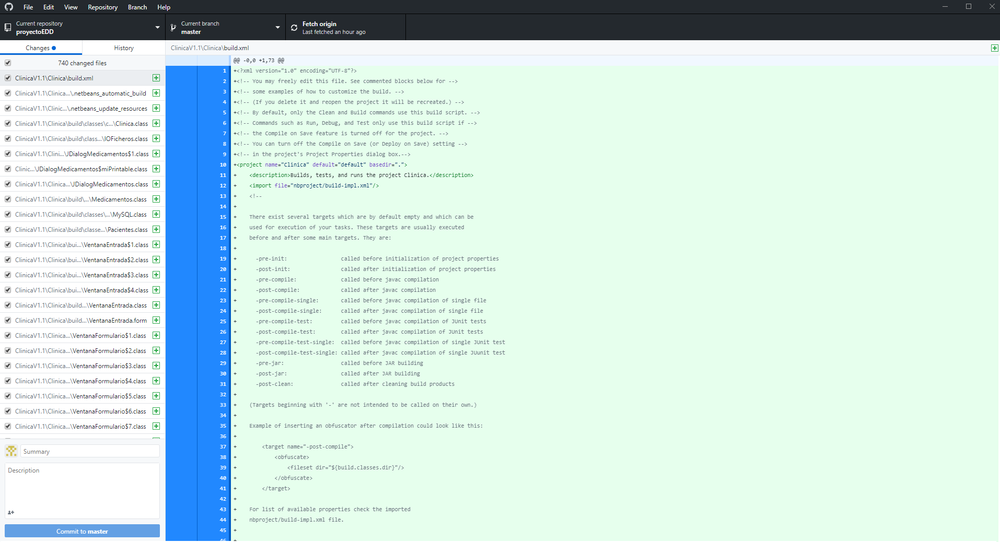 File Edit View Repository Branch Help
Current repository
proyectoEDD
Current branch
master
Fetch origin
Last fetched an hour ago
Changes
History
740 changed files
ClinicaV1.1\Clinica\build.xml
ClinicaV1.1\Clinica...\.netbeans_automatic_build
ClinicaV1.1\Clinic...\.netbeans_update_resources
ClinicaV1.1\Clinica\build\classes\c...\Clinica.class
ClinicaV1.1\Clinica\build\class...\IOFicheros.class
ClinicaV1.1\Clini...\JDialogMedicamentos$1.class
Clinic...\JDialogMedicamentos$miPrintable.class
ClinicaV1.1\Clinica...\JDialogMedicamentos.class
ClinicaV1.1\Clinica\build\...\Medicamentos.class
ClinicaV1.1\Clinica\build\classes\...\MySQL.class
ClinicaV1.1\Clinica\build\classe...\Pacientes.class
ClinicaV1.1\Clinica\bui...\VentanaEntrada$1.class
ClinicaV1.1\Clinica\bui...\VentanaEntrada$2.class
ClinicaV1.1\Clinica\bui...\VentanaEntrada$3.class
ClinicaV1.1\Clinica\bui...\VentanaEntrada$4.class
ClinicaV1.1\Clinica\build...\VentanaEntrada.class
ClinicaV1.1\Clinica\build...\VentanaEntrada.form
ClinicaV1.1\Clinica...\VentanaFormulario$1.class
ClinicaV1.1\Clinica...\VentanaFormulario$2.class
ClinicaV1.1\Clinica...\VentanaFormulario$3.class
ClinicaV1.1\Clinica...\VentanaFormulario$4.class
ClinicaV1.1\Clinica...\VentanaFormulario$5.class
ClinicaV1.1\Clinica...\VentanaFormulario$6.class
ClinicaV1.1\Clinica...\VentanaFormulario$7.class
Summary
Description
Commit to master
ClinicaV1.1\Clinica\build.xml
@@ -0,0 +1,73 @@
1 +<?xml version="1.0" encoding="UTF-8"?>
2 +<!-- You may freely edit this file. See commented blocks below for -->
3 +<!-- some examples of how to customize the build. -->
4 +<!-- (If you delete it and reopen the project it will be recreated.) -->
5 +<!-- By default, only the Clean and Build commands use this build script. -->
6 +<!-- Commands such as Run, Debug, and Test only use this build script if -->
7 +<!-- the Compile on Save feature is turned off for the project. -->
8 +<!-- You can turn off the Compile on Save (or Deploy on Save) setting -->
9 +<!-- in the project's Project Properties dialog box.-->
10 +<project name="Clinica" default="default" basedir=".">
11 +    <description>Builds, tests, and runs the project Clinica.</description>
12 +    <import file="nbproject/build-impl.xml"/>
13 +    <!--
14 +
15 +    There exist several targets which are by default empty and which can be
16 +    used for execution of your tasks. These targets are usually executed
17 +    before and after some main targets. They are:
18 +
19 +      -pre-init:                 called before initialization of project properties
20 +      -post-init:                called after initialization of project properties
21 +      -pre-compile:              called before javac compilation
22 +      -post-compile:             called after javac compilation
23 +      -pre-compile-single:       called before javac compilation of single file
24 +      -post-compile-single:      called after javac compilation of single file
25 +      -pre-compile-test:         called before javac compilation of JUnit tests
26 +      -post-compile-test:        called after javac compilation of JUnit tests
27 +      -pre-compile-test-single:  called before javac compilation of single JUnit test
28 +      -post-compile-test-single: called after javac compilation of single JUunit test
29 +      -pre-jar:                  called before JAR building
30 +      -post-jar:                 called after JAR building
31 +      -post-clean:               called after cleaning build products
32 +
33 +    (Targets beginning with '-' are not intended to be called on their own.)
34 +
35 +    Example of inserting an obfuscator after compilation could look like this:
36 +
37 +        <target name="-post-compile">
38 +            <obfuscate>
39 +                <fileset dir="${build.classes.dir}"/>
40 +            </obfuscate>
41 +        </target>
42 +
43 +    For list of available properties check the imported
44 +    nbproject/build-impl.xml file.
45 +
46 +